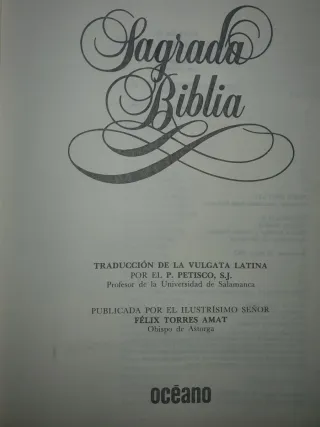 Sagrada
Biblia
TRADUCCIÓN DE LA VULGATA LATINA
POR EL P. PETISCO, S.J.
Profesor de la Universidad de Salamanca
PUBLICADA POR EL ILUSTRÍSIMO SEÑOR
FÉLIX TORRES AMAT
Obispo de Astorga
océano